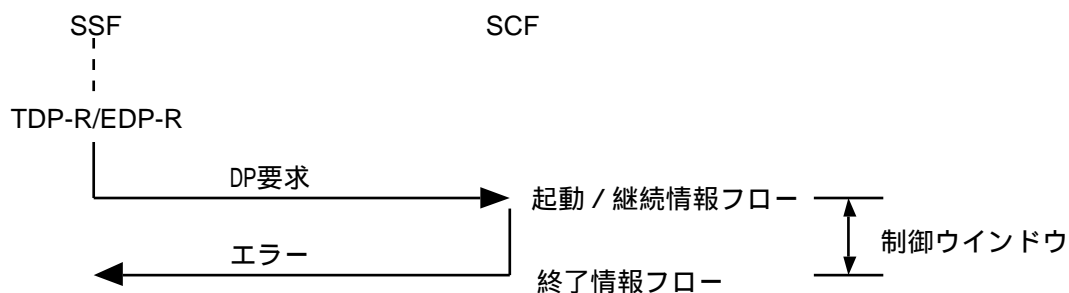 SSF
SCF
TDP-R/EDP-R
DP要求
起動/継続情報フロー
制御ウインドウ
エラー
終了情報フロー